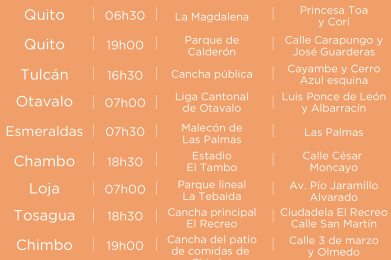 Quito 06h30 La Magdalena Princesa Toa
y Cori
Quito 19h00 Parque de Calle Carapungo y
Calderón José Guarderas
Tulcán 16h30 Cancha pública Cayambe y Cerro
Azul esquina
Otavalo 07h00 Liga Cantonal Luis Ponce de León
de Otavalo y Albarracín
Esmeraldas 07h30 Malecón de Las Palmas
Las Palmas
Chambo 18h30 Estadio Calle César
El Tambo Moncayo
Loja 07h00 Parque lineal Av. Pío Jaramillo
La Tebaida Alvarado
Tosagua 18h30 Cancha principal Ciudadela El Recreo
El Recreo Calle San Martín
Chimbo 19h00 Cancha del patio Calle 3 de marzo
de comidas de y Olmedo